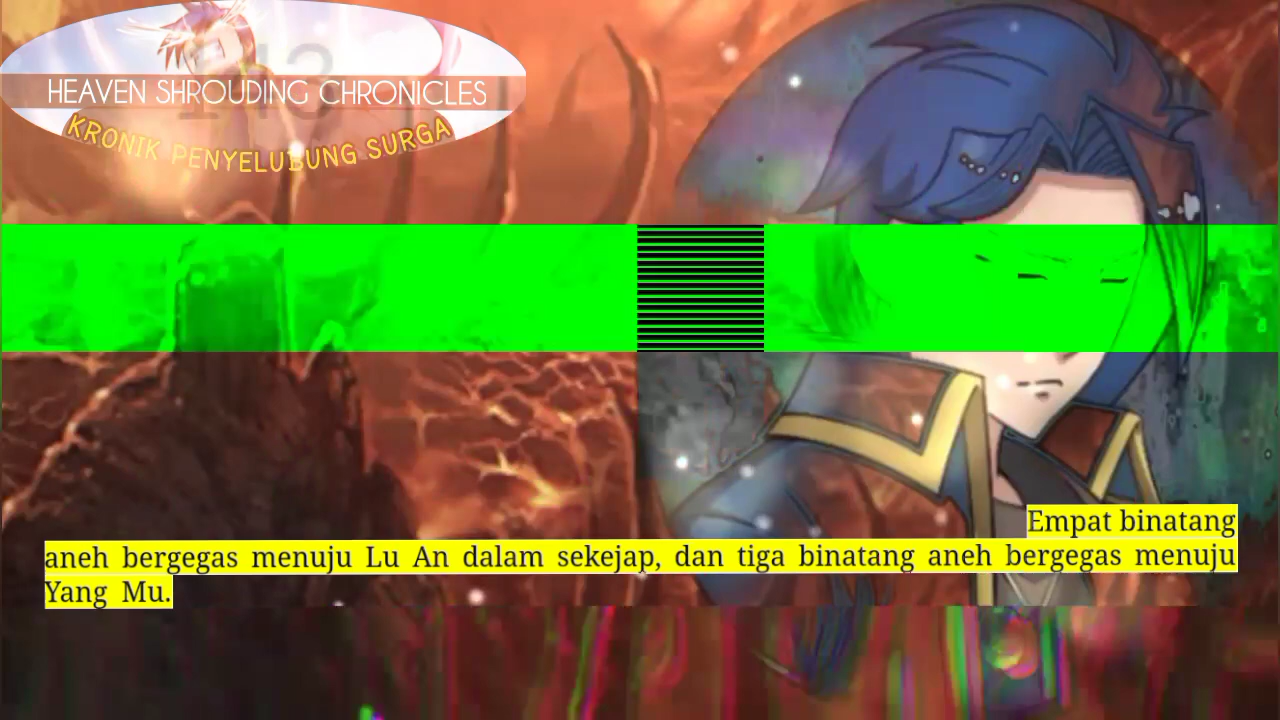 143
HEAVEN SHROUDING CHRONICLES
KRONIK PENYELUBUNG SURGA
Empat binatang
aneh bergegas menuju Lu An dalam sekejap, dan tiga binatang aneh bergegas menuju
Yang Mu.